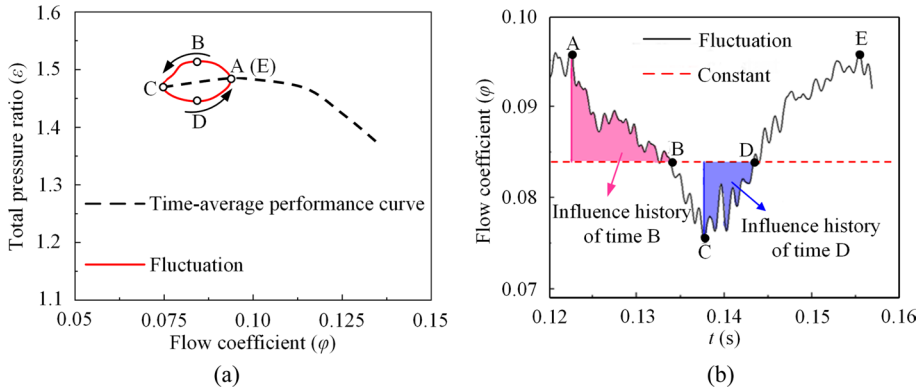 1.6
1.5
1.4
1.3
1.2
1.1
Total pressure ratio (ε)
B
A (E)
C
D
Time-average performance curve
Fluctuation
0.05 0.075 0.10 0.125 0.15
Flow coefficient (φ)
(a)
0.10
0.09
0.08
0.07
Flow coefficient (φ)
A
E
Fluctuation
Constant
B
D
Influence history
of time B
Influence history
of time D
C
0.12 0.13 0.14 0.15 0.16
t (s)
(b)